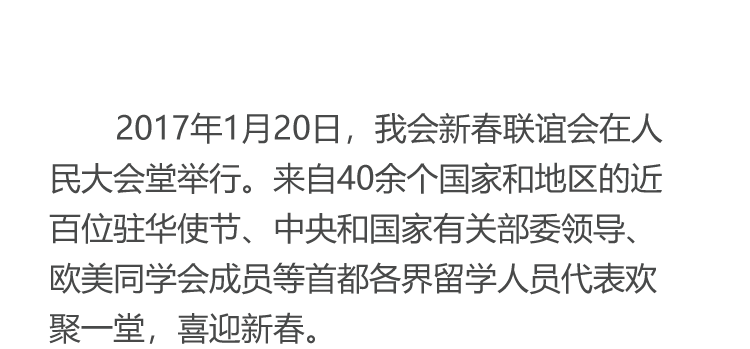 2017年1月20日，我会新春联谊会在人
民大会堂举行。来自40余个国家和地区的近
百位驻华使节、中央和国家有关部委领导、
欧美同学会成员等首都各界留学人员代表欢
聚一堂，喜迎新春。